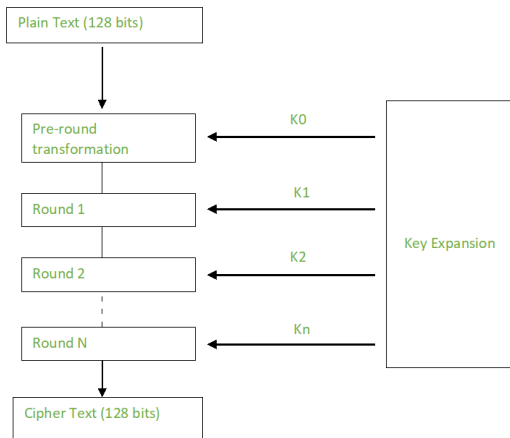 Plain Text (128 bits)
Pre-round
transformation
K0
Round 1
K1
Key Expansion
Round 2
K2
Round N
Kn
Cipher Text (128 bits)